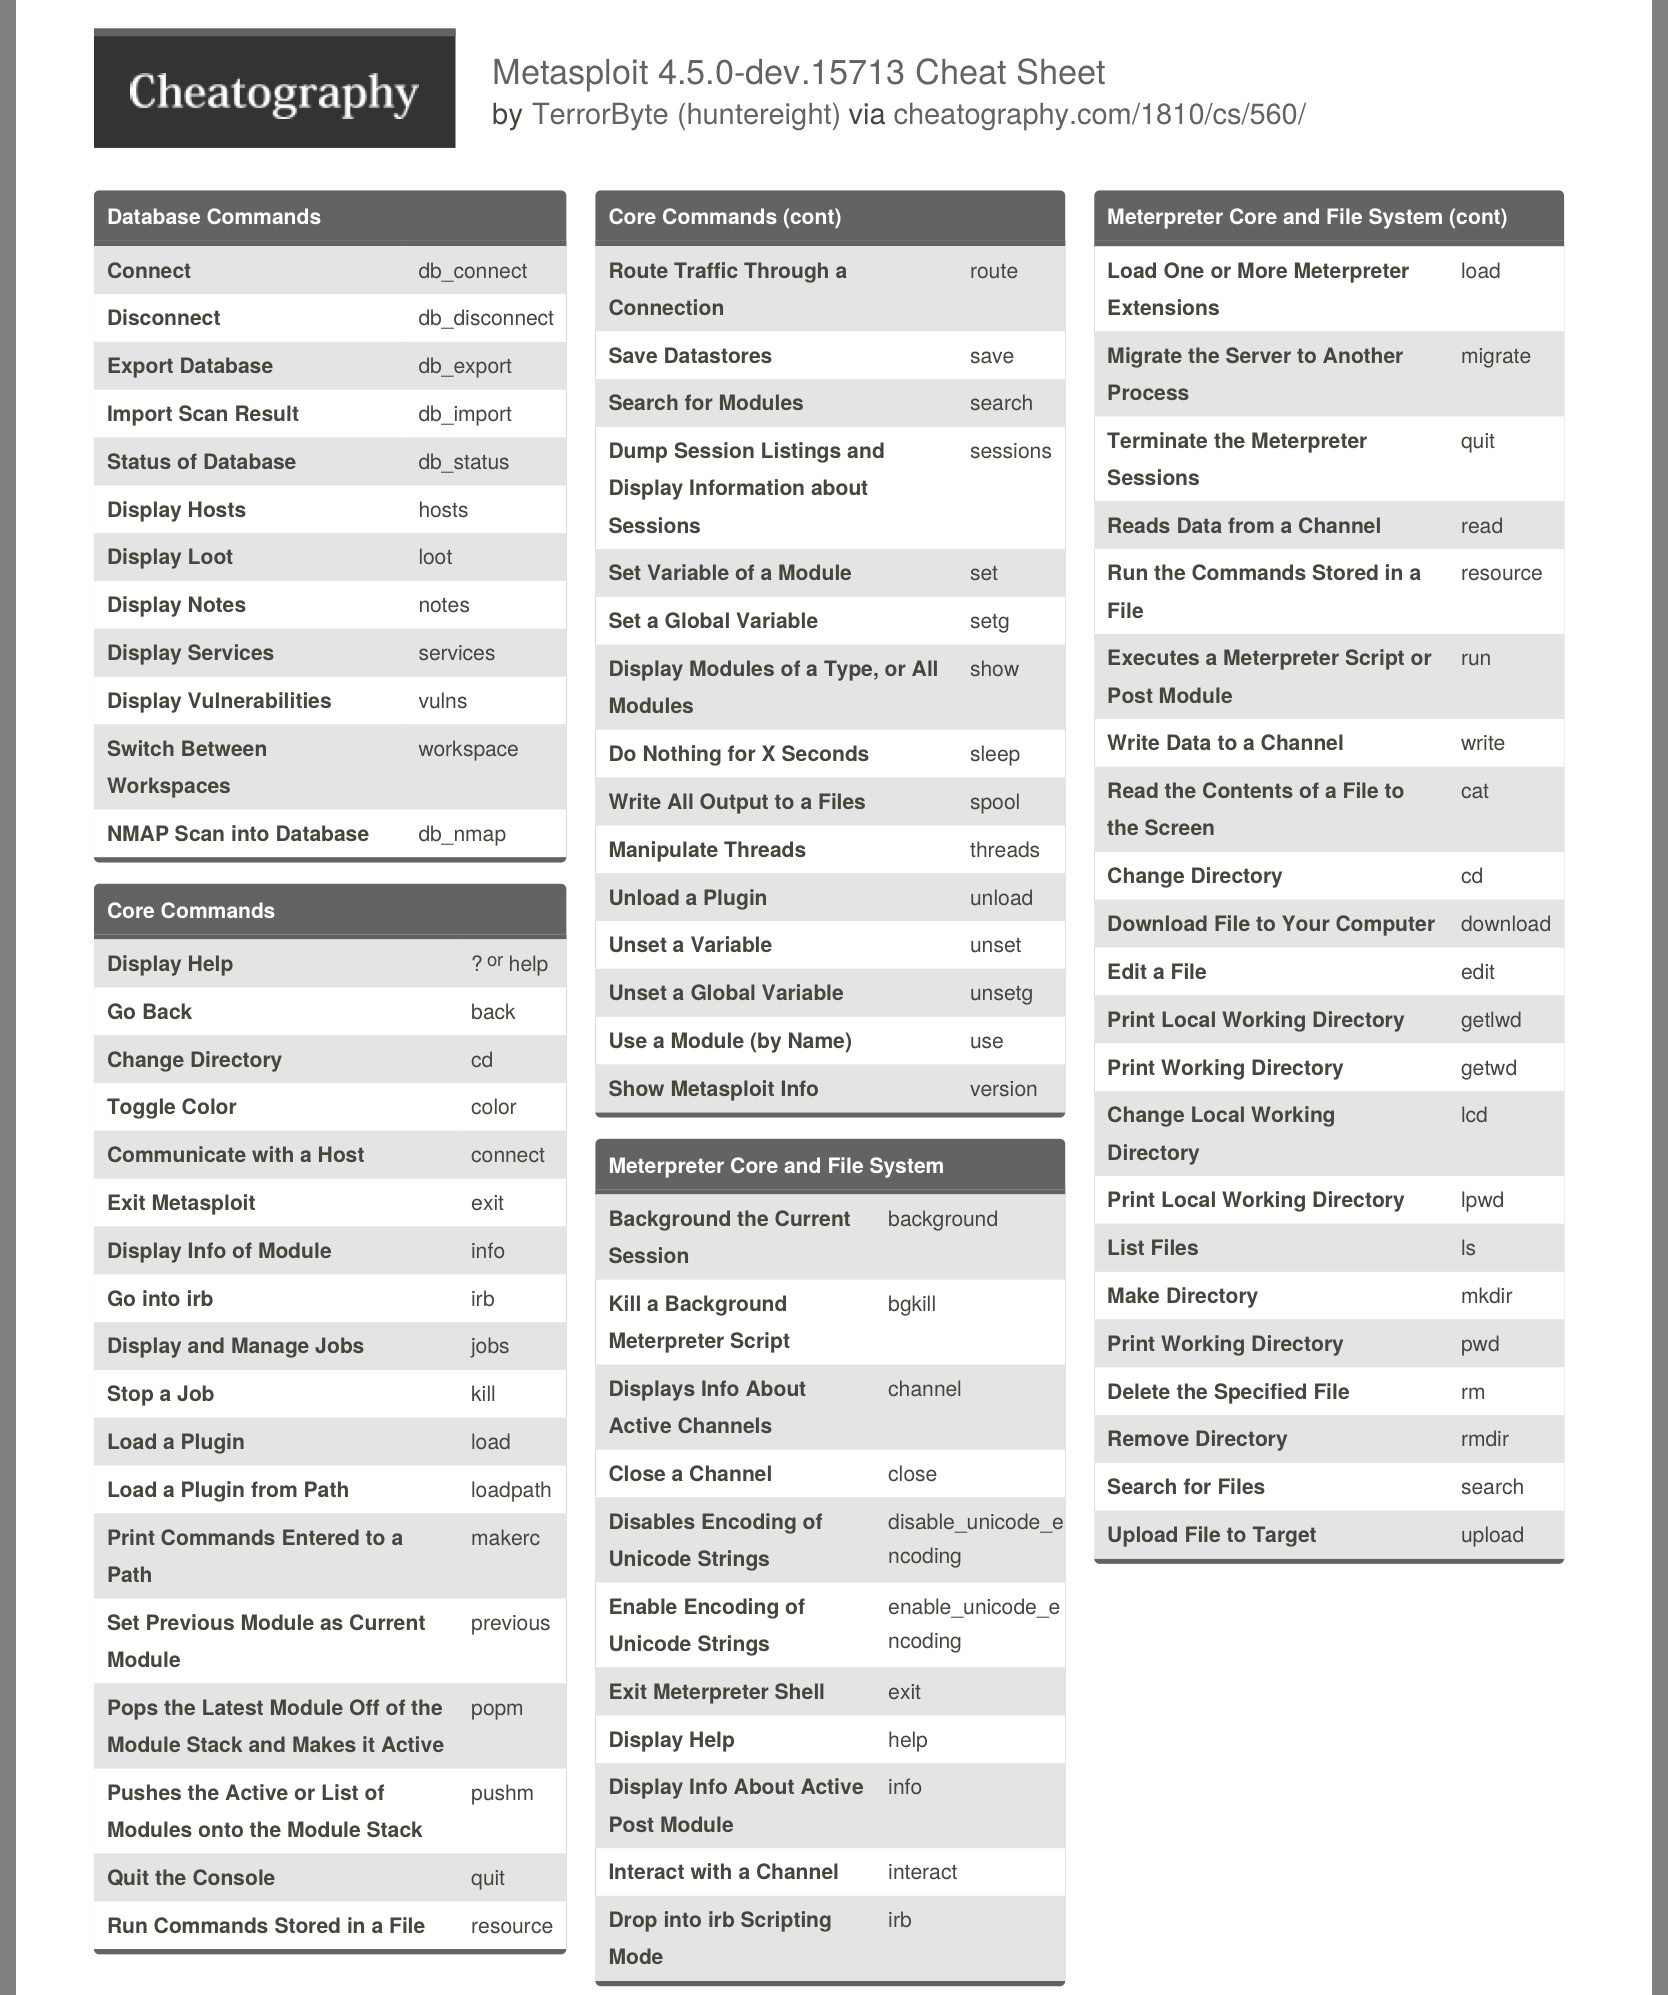 Cheatography
Metasploit 4.5.0-dev.15713 Cheat Sheet
by TerrorByte (huntereight) via cheatography.com/1810/cs/560/
Database Commands
Connect db_connect
Disconnect db_disconnect
Export Database db_export
Import Scan Result db_import
Status of Database db_status
Display Hosts hosts
Display Loot loot
Display Notes notes
Display Services services
Display Vulnerabilities vulns
Switch Between workspace
Workspaces
NMAP Scan into Database db_nmap
Core Commands
Display Help ? or help
Go Back back
Change Directory cd
Toggle Color color
Communicate with a Host connect
Exit Metasploit exit
Display Info of Module info
Go into irb irb
Display and Manage Jobs jobs
Stop a Job kill
Load a Plugin load
Load a Plugin from Path loadpath
Print Commands Entered to a makerc
Path
Set Previous Module as Current previous
Module
Pops the Latest Module Off of the popm
Module Stack and Makes it Active
Pushes the Active or List of pushm
Modules onto the Module Stack
Quit the Console quit
Run Commands Stored in a File resource
Core Commands (cont)
Route Traffic Through a route
Connection
Save Datastores save
Search for Modules search
Dump Session Listings and sessions
Display Information about
Sessions
Set Variable of a Module set
Set a Global Variable setg
Display Modules of a Type, or All show
Modules
Do Nothing for X Seconds sleep
Write All Output to a Files spool
Manipulate Threads threads
Unload a Plugin unload
Unset a Variable unset
Unset a Global Variable unsetg
Use a Module (by Name) use
Show Metasploit Info version
Meterpreter Core and File System
Background the Current background
Session
Kill a Background bgkill
Meterpreter Script
Displays Info About channel
Active Channels
Close a Channel close
Disables Encoding of disable_unicode_e
Unicode Strings ncoding
Enable Encoding of enable_unicode_e
Unicode Strings ncoding
Exit Meterpreter Shell exit
Display Help help
Display Info About Active info
Post Module
Interact with a Channel interact
Drop into irb Scripting irb
Mode
Meterpreter Core and File System (cont)
Load One or More Meterpreter load
Extensions
Migrate the Server to Another migrate
Process
Terminate the Meterpreter quit
Sessions
Reads Data from a Channel read
Run the Commands Stored in a resource
File
Executes a Meterpreter Script or run
Post Module
Write Data to a Channel write
Read the Contents of a File to cat
the Screen
Change Directory cd
Download File to Your Computer download
Edit a File edit
Print Local Working Directory getlwd
Print Working Directory getwd
Change Local Working lcd
Directory
Print Local Working Directory lpwd
List Files ls
Make Directory mkdir
Print Working Directory pwd
Delete the Specified File rm
Remove Directory rmdir
Search for Files search
Upload File to Target upload